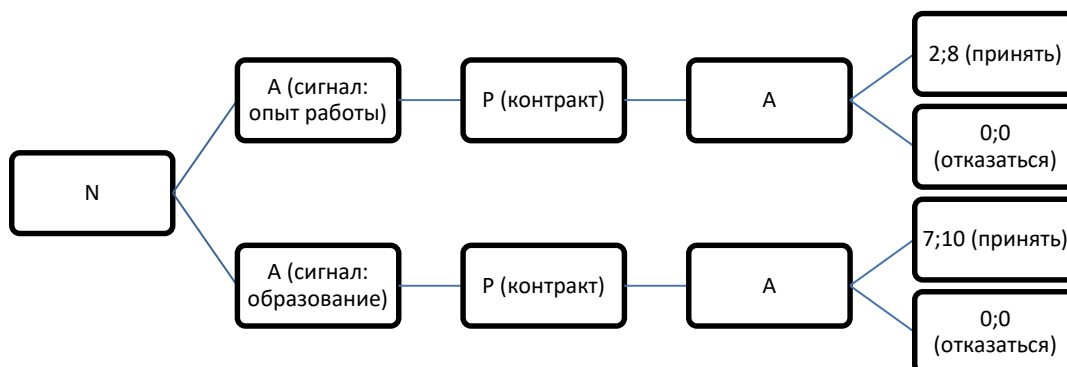 N
А (сигнал:
опыт работы)
Р (контракт)
А
2;8 (принять)
0;0
(отказаться)
А (сигнал:
образование)
Р (контракт)
А
7;10 (принять)
0;0
(отказаться)